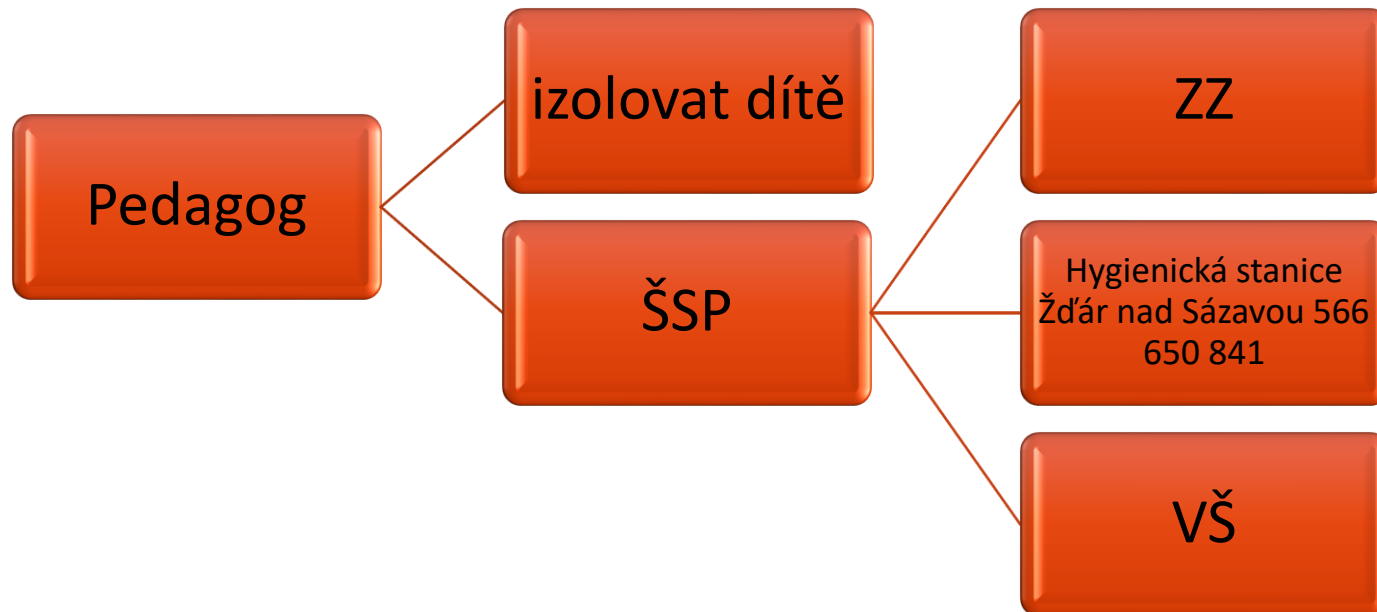 Pedagog
izolovat dítě
ŠSP
ZZ
Hygienická stanice
Žďár nad Sázavou 566
650 841
VŠ